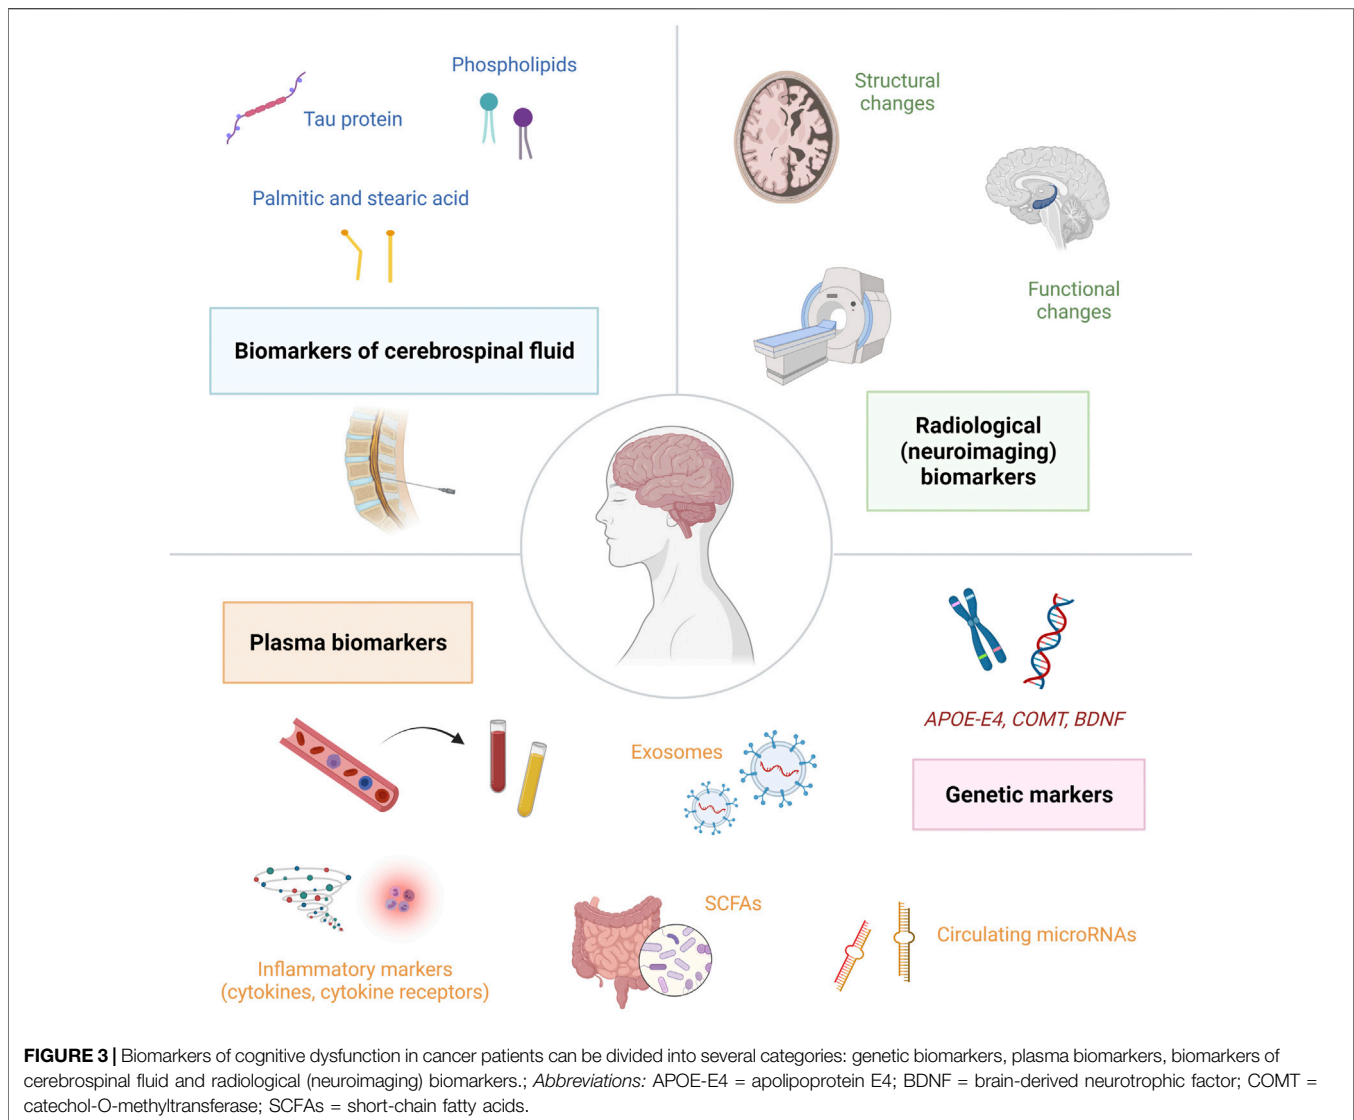 Phospholipids
Tau protein
Palmitic and stearic acid
Biomarkers of cerebrospinal fluid
Structural
changes
Functional
changes
Radiological
(neuroimaging)
biomarkers
Plasma biomarkers
Exosomes
Inflammatory markers
(cytokines, cytokine receptors)
SCFAs
Circulating microRNAs
APOE-E4, COMT, BDNF
Genetic markers
FIGURE 3 | Biomarkers of cognitive dysfunction in cancer patients can be divided into several categories: genetic biomarkers, plasma biomarkers, biomarkers of
cerebrospinal fluid and radiological (neuroimaging) biomarkers.; Abbreviations: APOE-E4 = apolipoprotein E4; BDNF = brain-derived neurotrophic factor; COMT =
catechol-O-methyltransferase; SCFAs = short-chain fatty acids.